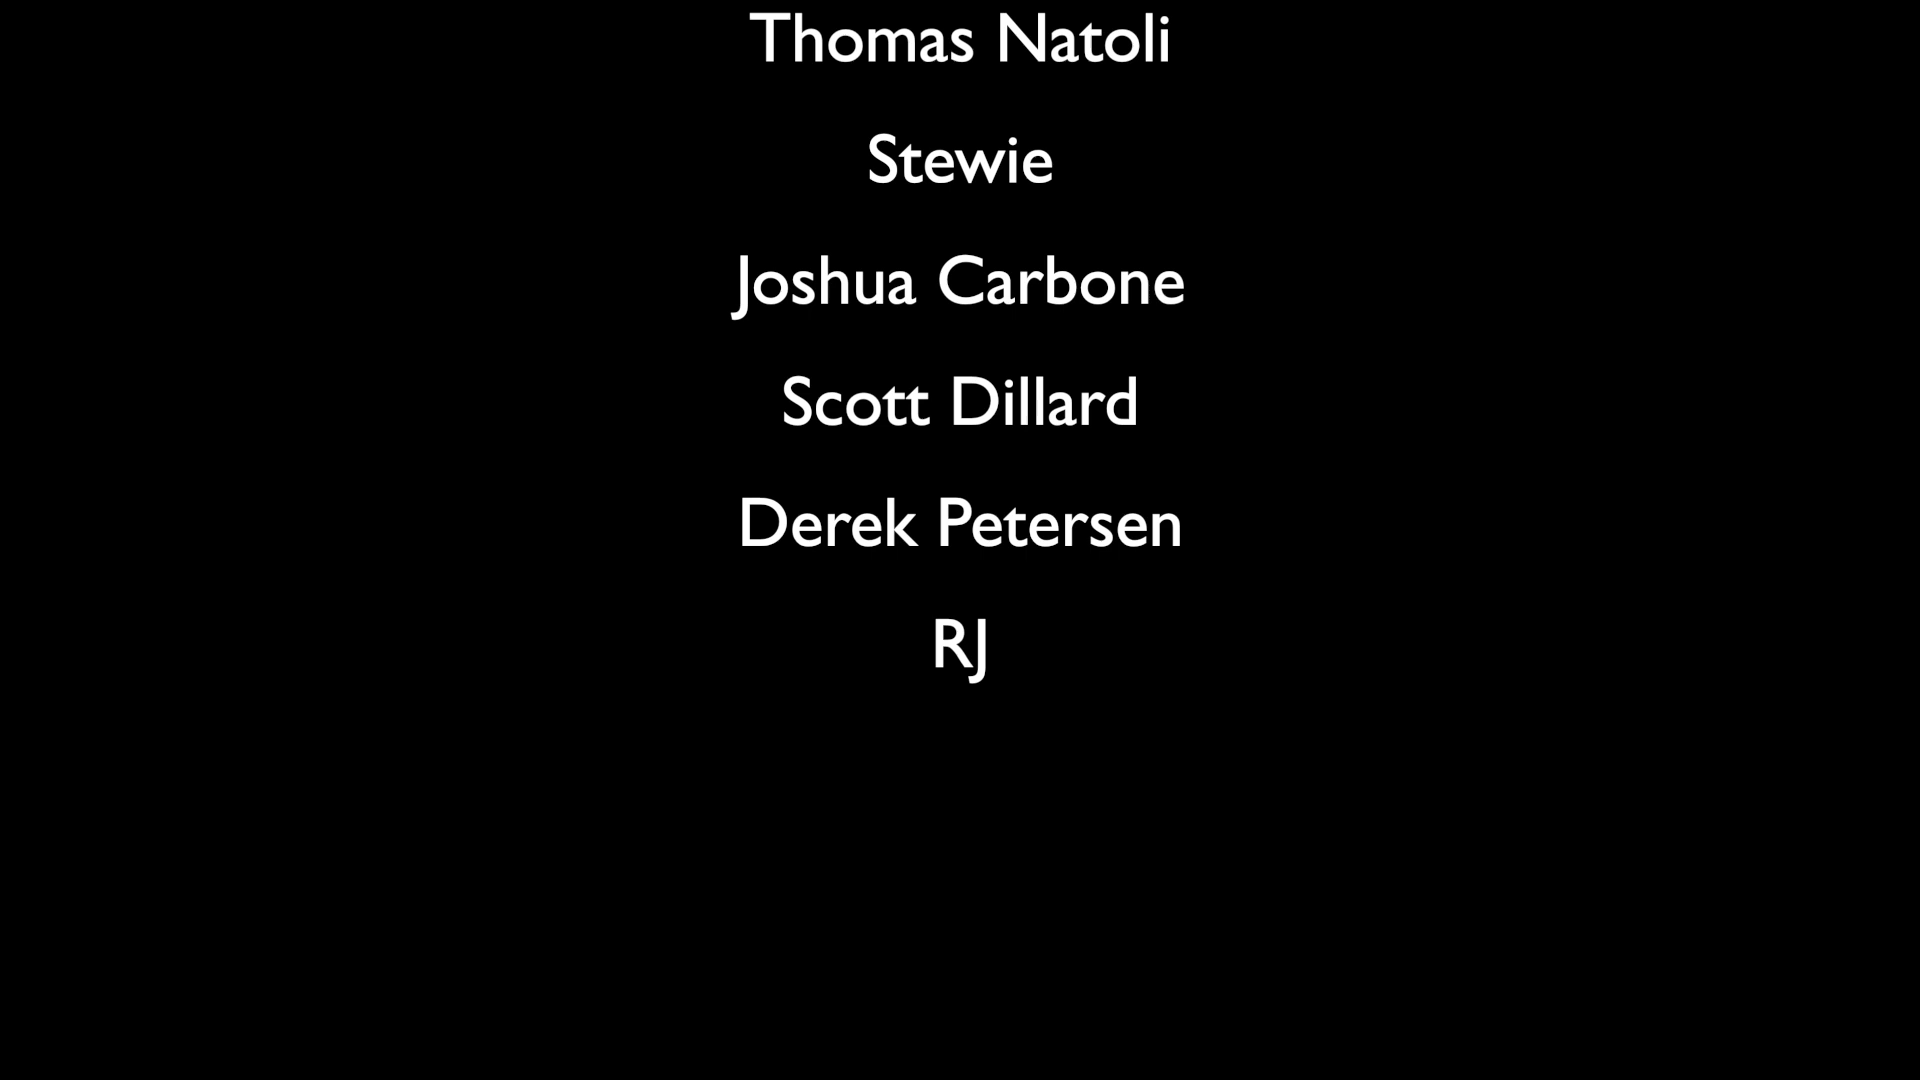 Thomas Natoli
Stewie
Joshua Carbone
Scott Dillard
Derek Petersen
RJ